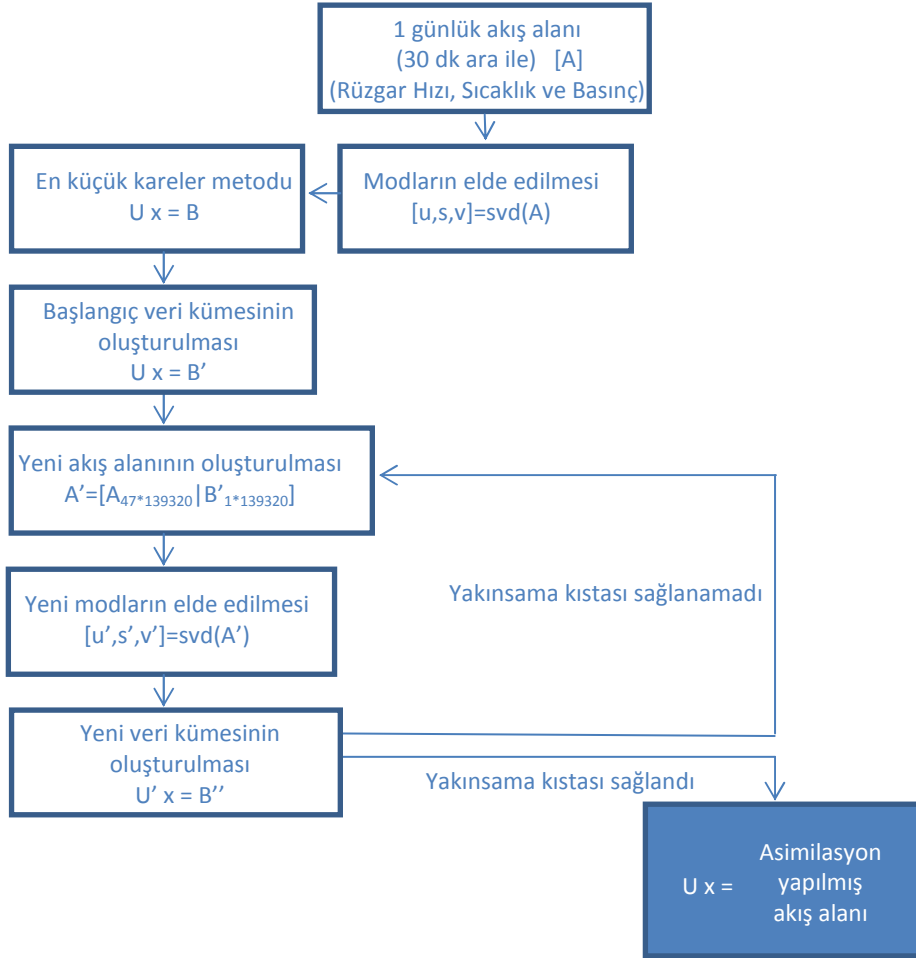 1 günlük akış alanı
(30 dk ara ile) [A]
(Rüzgar Hızı, Sıcaklık ve Basınç)
Modların elde edilmesi
[u,s,v]=svd(A)
En küçük kareler metodu
U x = B
Başlangıç veri kümesinin
oluşturulması
U x = B’
Yeni akış alanının oluşturulması
A’=[A47*139320|B’1*139320]
Yeni modların elde edilmesi
[u’,s’,v’]=svd(A’)
Yeni veri kümesinin
oluşturulması
U’ x = B’’
Yakınsama kıstası sağlanamadı
Yakınsama kıstası sağlandı
U x =
Asimilasyon
yapılmış
akış alanı